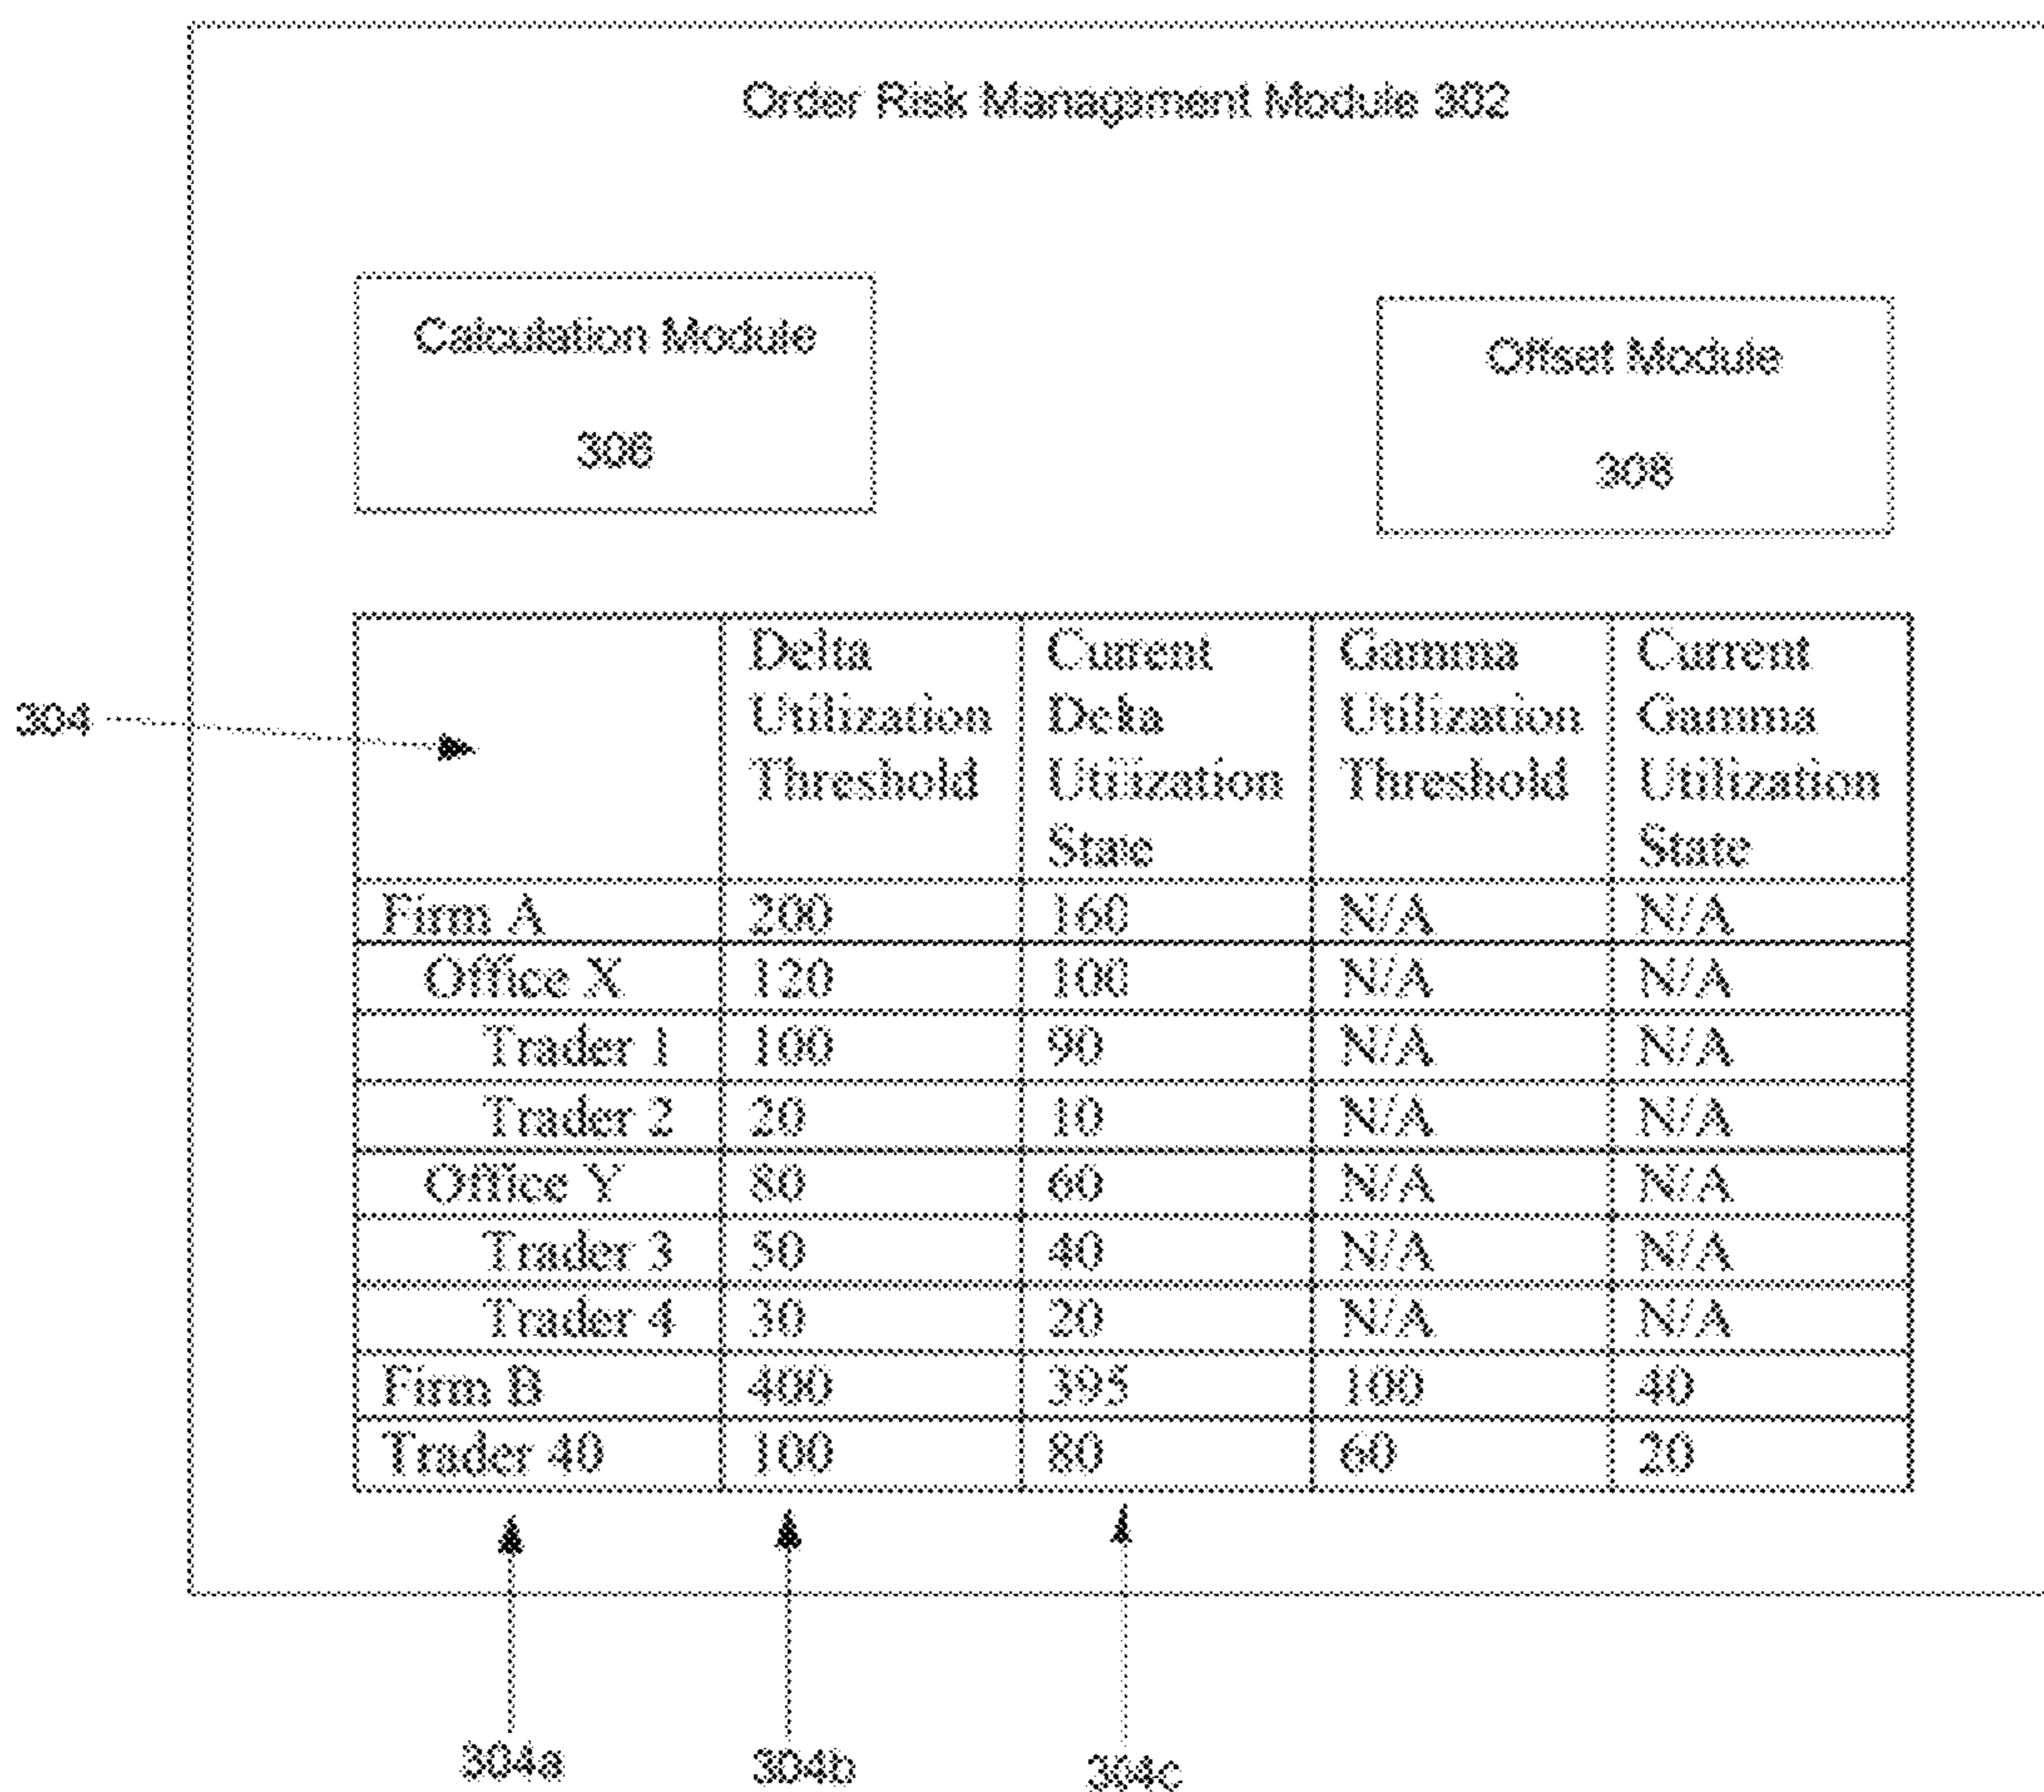 Order Risk Management Module 302
Calculation Module
306
Offset Module
308
304
Delta Utilization Threshold
Current Delta Utilization State
Gamma Utilization Threshold
Current Gamma Utilization State
Firm A 200 160 N/A N/A
Office X 120 100 N/A N/A
Trader 1 100 90 N/A N/A
Trader 2 20 10 N/A N/A
Office Y 80 60 N/A N/A
Trader 3 50 40 N/A N/A
Trader 4 30 20 N/A N/A
Firm B 400 395 100 40
Trader 40 100 80 60 20
304a 304b 304c